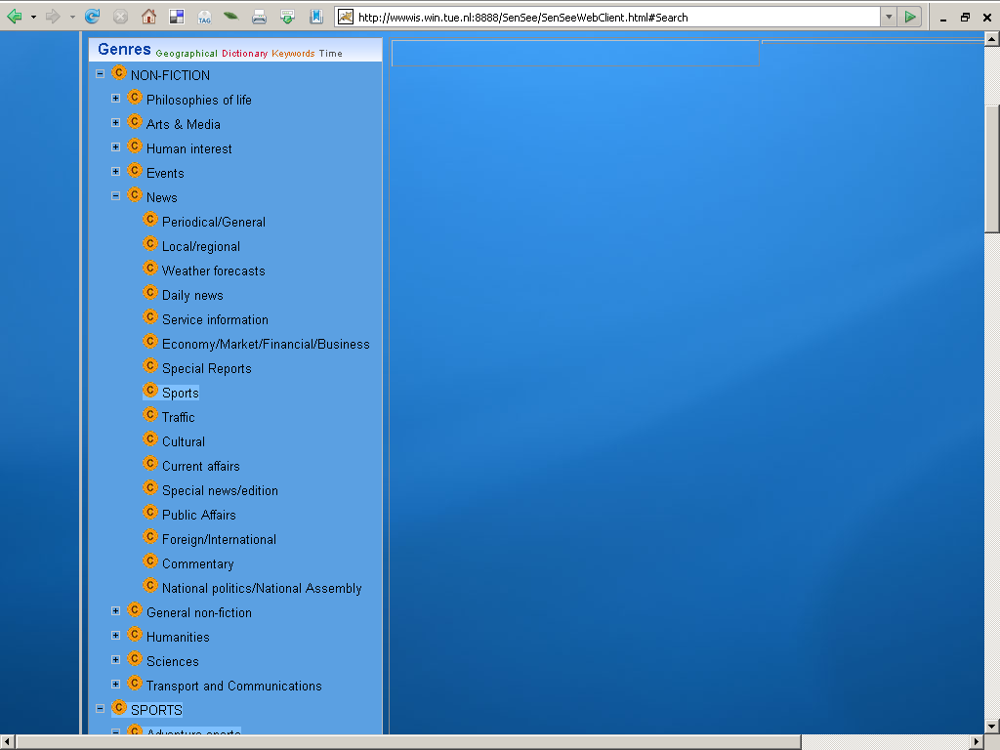 TAG
http://wwwis.win.tue.nl:8888/SenSee/SenSeeWebClient.html#Search
Genres Geographical Dictionary Keywords Time
C NON-FICTION
C Philosophies of life
C Arts & Media
C Human interest
C Events
C News
C Periodical/General
C Local/regional
C Weather forecasts
C Daily news
C Service information
C Economy/Market/Financial/Business
C Special Reports
C Sports
C Traffic
C Cultural
C Current affairs
C Special news/edition
C Public Affairs
C Foreign/International
C Commentary
C National politics/National Assembly
C General non-fiction
C Humanities
C Sciences
C Transport and Communications
C SPORTS
C Adventure sports